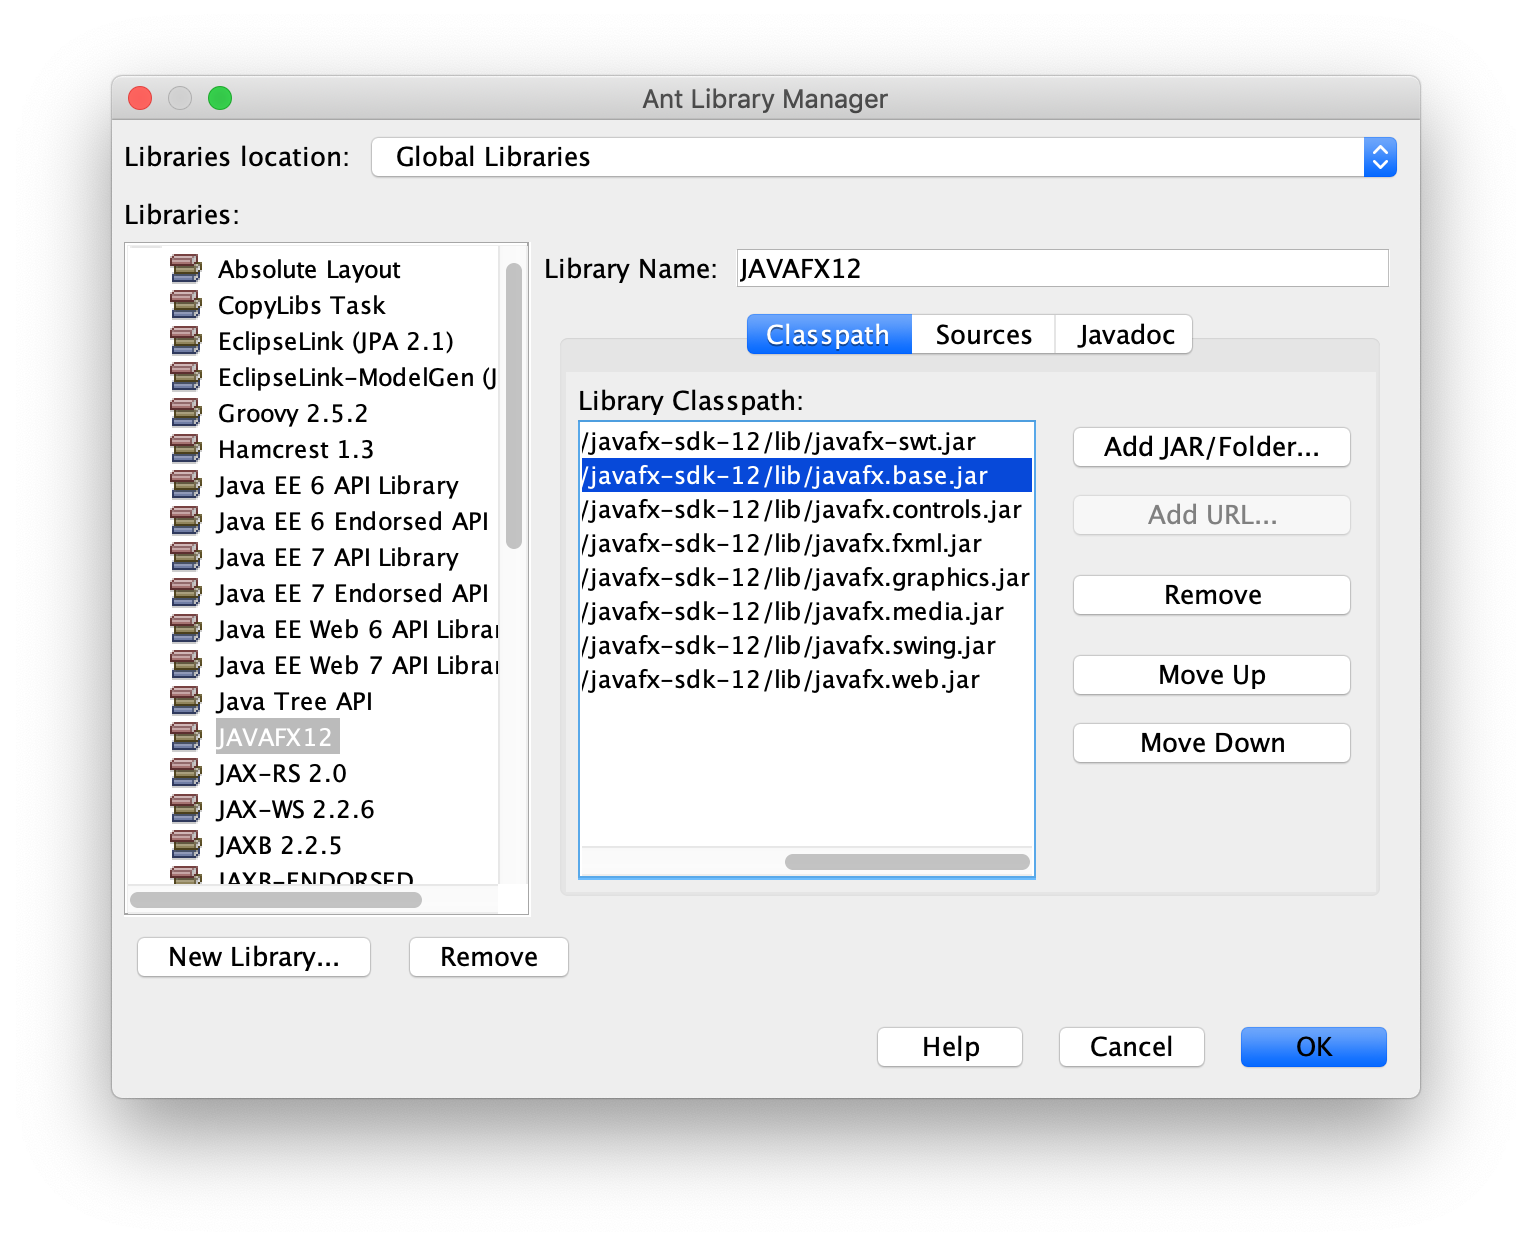 Ant Library Manager
Libraries location: Global Libraries
Libraries:
Absolute Layout
CopyLibs Task
EclipseLink (JPA 2.1)
EclipseLink-ModelGen (J
Groovy 2.5.2
Hamcrest 1.3
Java EE 6 API Library
Java EE 6 Endorsed API
Java EE 7 API Library
Java EE 7 Endorsed API
Java EE Web 6 API Librar
Java EE Web 7 API Librar
Java Tree API
JAVAFX12
JAX-RS 2.0
JAX-WS 2.2.6
JAXB 2.2.5
JAXB-ENDORSED
New Library...
Remove
Library Name: JAVAFX12
Classpath
Sources
Javadoc
Library Classpath:
/javafx-sdk-12/lib/javafx-swt.jar
/javafx-sdk-12/lib/javafx.base.jar
/javafx-sdk-12/lib/javafx.controls.jar
/javafx-sdk-12/lib/javafx.fxml.jar
/javafx-sdk-12/lib/javafx.graphics.jar
/javafx-sdk-12/lib/javafx.media.jar
/javafx-sdk-12/lib/javafx.swing.jar
/javafx-sdk-12/lib/javafx.web.jar
Add JAR/Folder...
Add URL...
Remove
Move Up
Move Down
Help
Cancel
OK